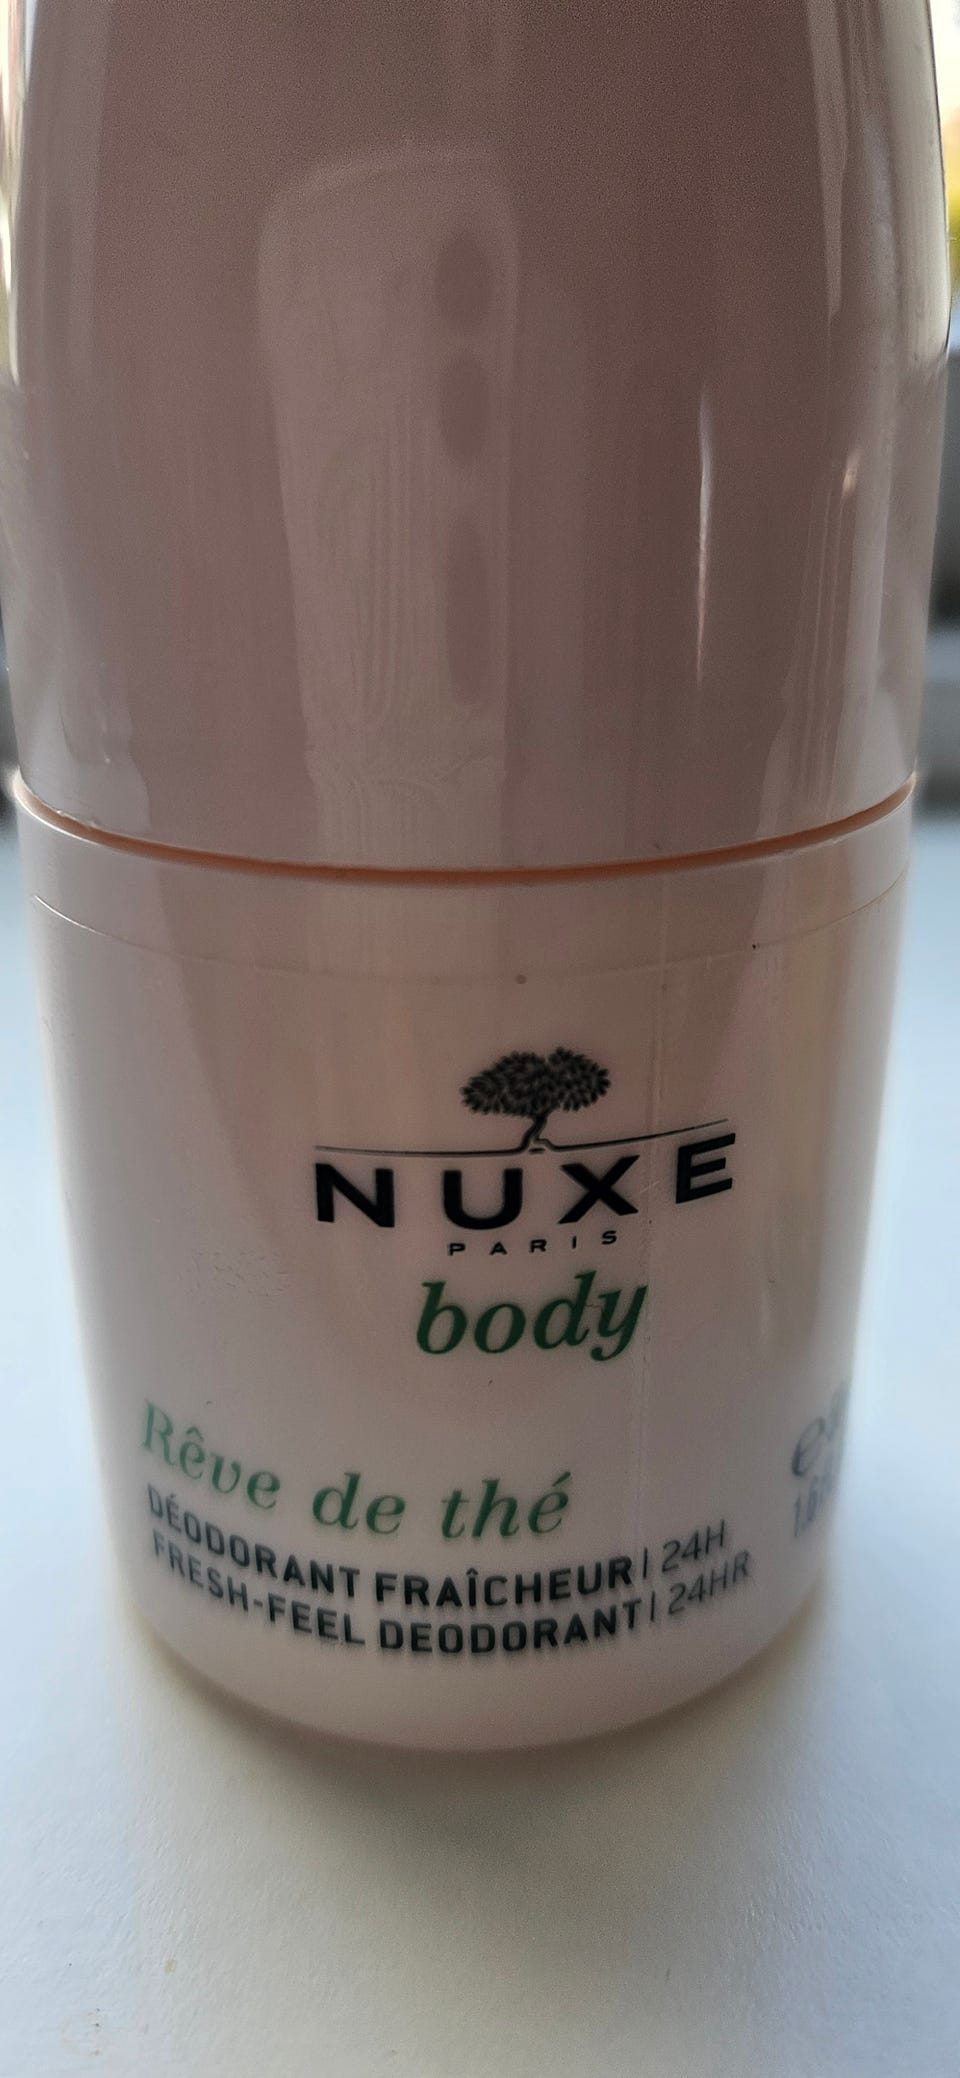 NUXE
PARIS
body
Rêve de thé
DÉODORANT FRAÎCHEUR | 24H
FRESH-FEEL DEODORANT | 24HR